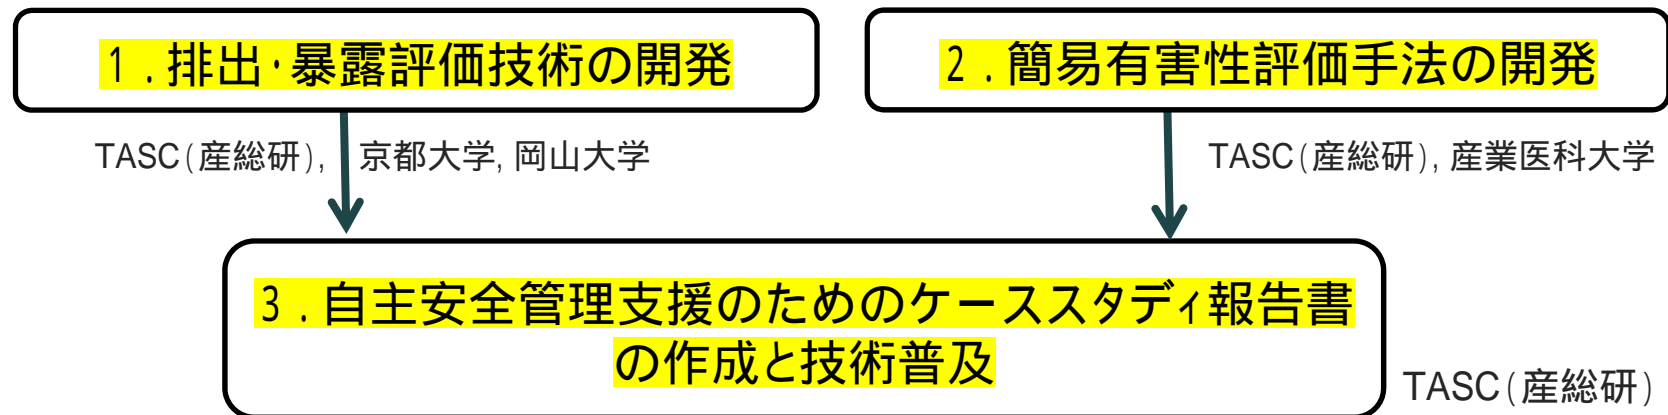 1．排出・暴露評価技術の開発
2．簡易有害性評価手法の開発
TASC(産総研), 京都大学, 岡山大学
TASC(産総研), 産業医科大学
3．自主安全管理支援のためのケーススタディ報告書
の作成と技術普及
TASC(産総研)